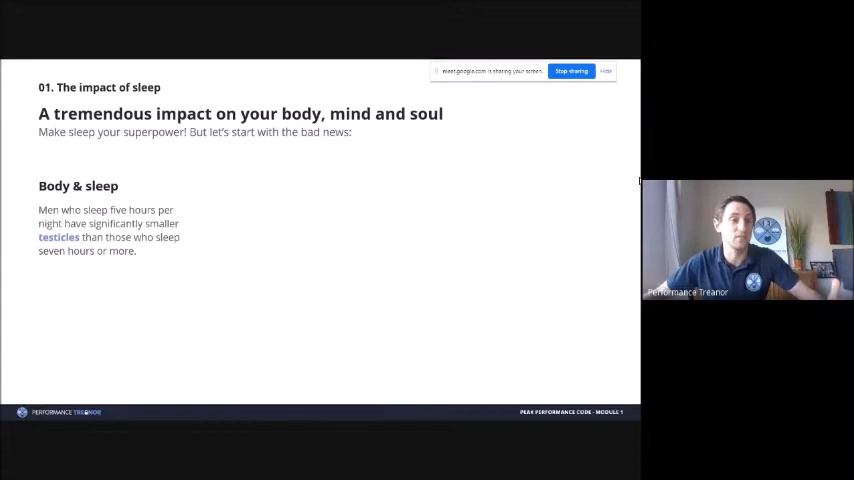 01. The impact of sleep
meet.google.com is sharing your screen.
Stop sharing
Hide
A tremendous impact on your body, mind and soul
Make sleep your superpower! But let's start with the bad news:
Body & sleep
Men who sleep five hours per
night have significantly smaller
testicles than those who sleep
seven hours or more.
Performance Treanor
PERFORMANCE TREANOR
PEAK PERFORMANCE CODE - MODULE 1